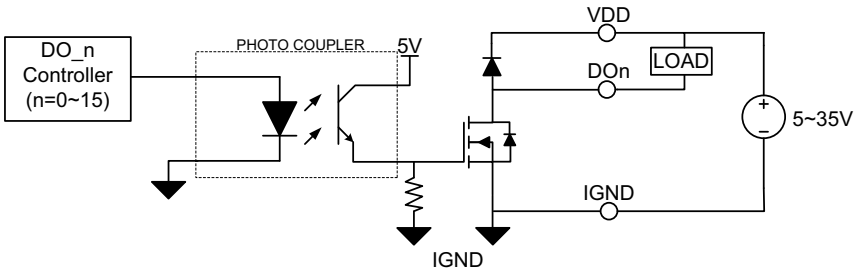 VDD
DO_n
Controller
(n=0~15)
PHOTO COUPLER
5V
DOn
LOAD
+
5~35V
−
IGND
IGND